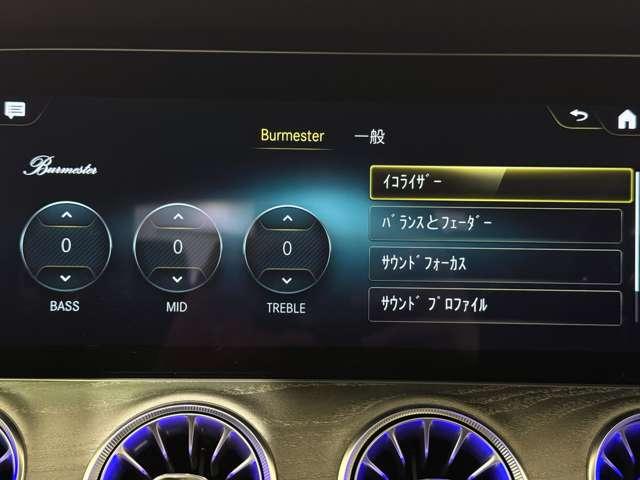 Burmester 一般
Burmester
ｲｺﾗｲｻﾞｰ
ﾊﾞﾗﾝｽとﾌｪｰﾀﾞｰ
ｻｳﾝﾄﾞﾌｫｰｶｽ
ｻｳﾝﾄﾞ ﾌﾟﾛﾌｧｲﾙ
0 0 0
BASS MID TREBLE